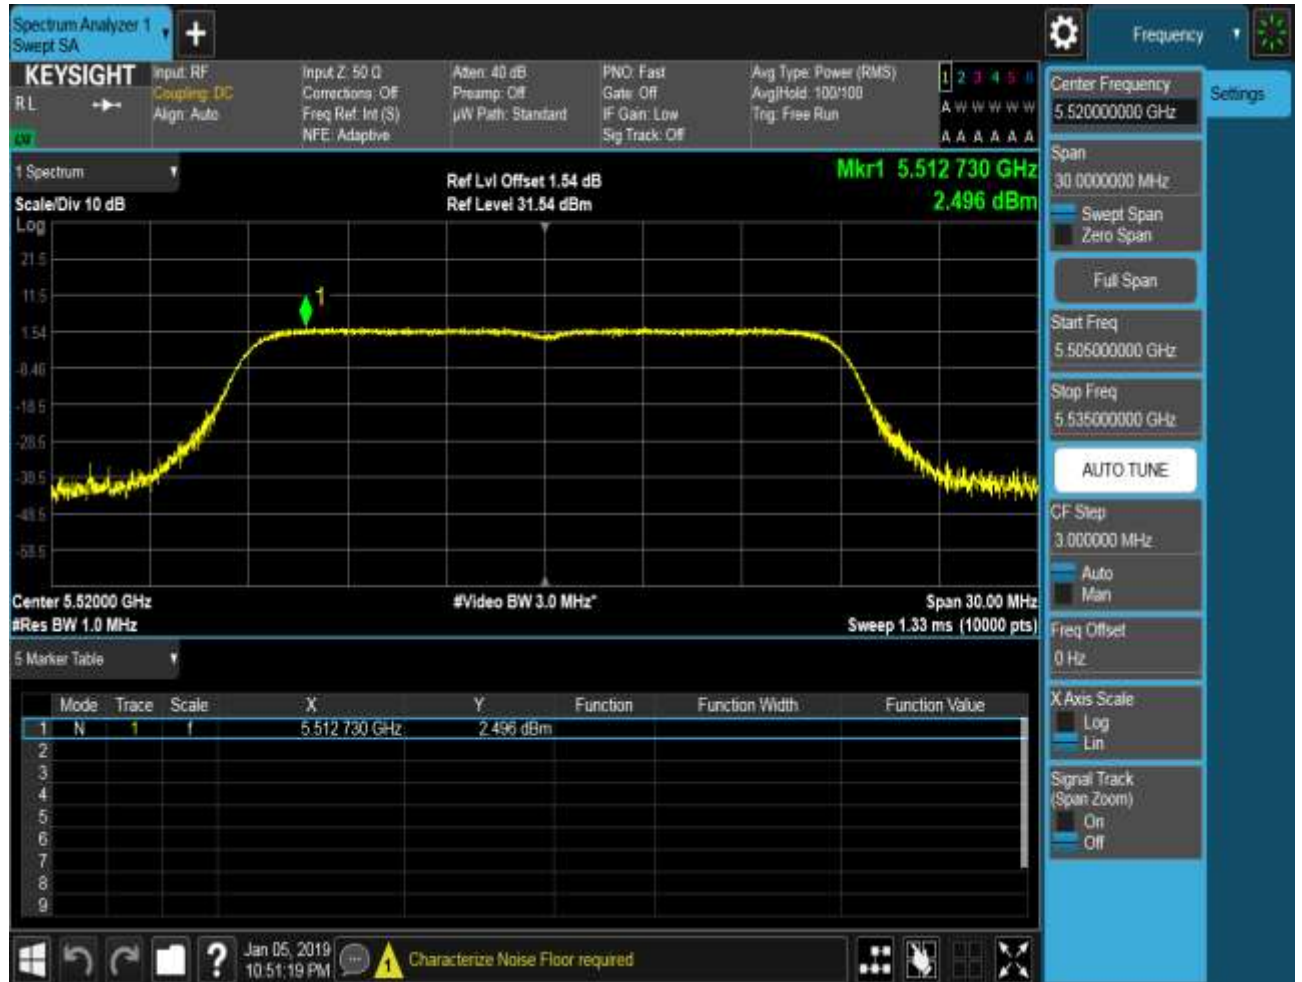 Spectrum Analyzer 1
Swept SA
Frequency
KEYSIGHT
R L
Input: RF
Coupling: DC
Align: Auto
Input Z: 50 Ω
Corrections: Off
Freq Ref: Int (S)
NFE: Adaptive
Atten: 40 dB
Preamp: Off
µW Path: Standard
PNO: Fast
Gate: Off
IF Gain: Low
Sig Track: Off
Avg Type: Power (RMS)
Avg|Hold: 100/100
Trig: Free Run
1 2 3 4 5 6
A W W W W W
A A A A A A
1 Spectrum
Scale/Div 10 dB
Ref Lvl Offset 1.54 dB
Ref Level 31.54 dBm
Mkr1 5.512 730 GHz
2.496 dBm
Log
21.5
11.5
1.54
-8.46
-18.5
-28.5
-38.5
-48.5
-58.5
1
Center 5.52000 GHz
#Res BW 1.0 MHz
#Video BW 3.0 MHz*
Span 30.00 MHz
Sweep 1.33 ms (10000 pts)
5 Marker Table
Mode Trace Scale X Y Function Function Width Function Value
1 N 1 f 5.512 730 GHz 2.496 dBm
2
3
4
5
6
7
8
9
Jan 05, 2019
10:51:19 PM
Characterize Noise Floor required
Center Frequency
5.520000000 GHz
Settings
Span
30.0000000 MHz
Swept Span
Zero Span
Full Span
Start Freq
5.505000000 GHz
Stop Freq
5.535000000 GHz
AUTO TUNE
CF Step
3.000000 MHz
Auto
Man
Freq Offset
0 Hz
X Axis Scale
Log
Lin
Signal Track
(Span Zoom)
On
Off